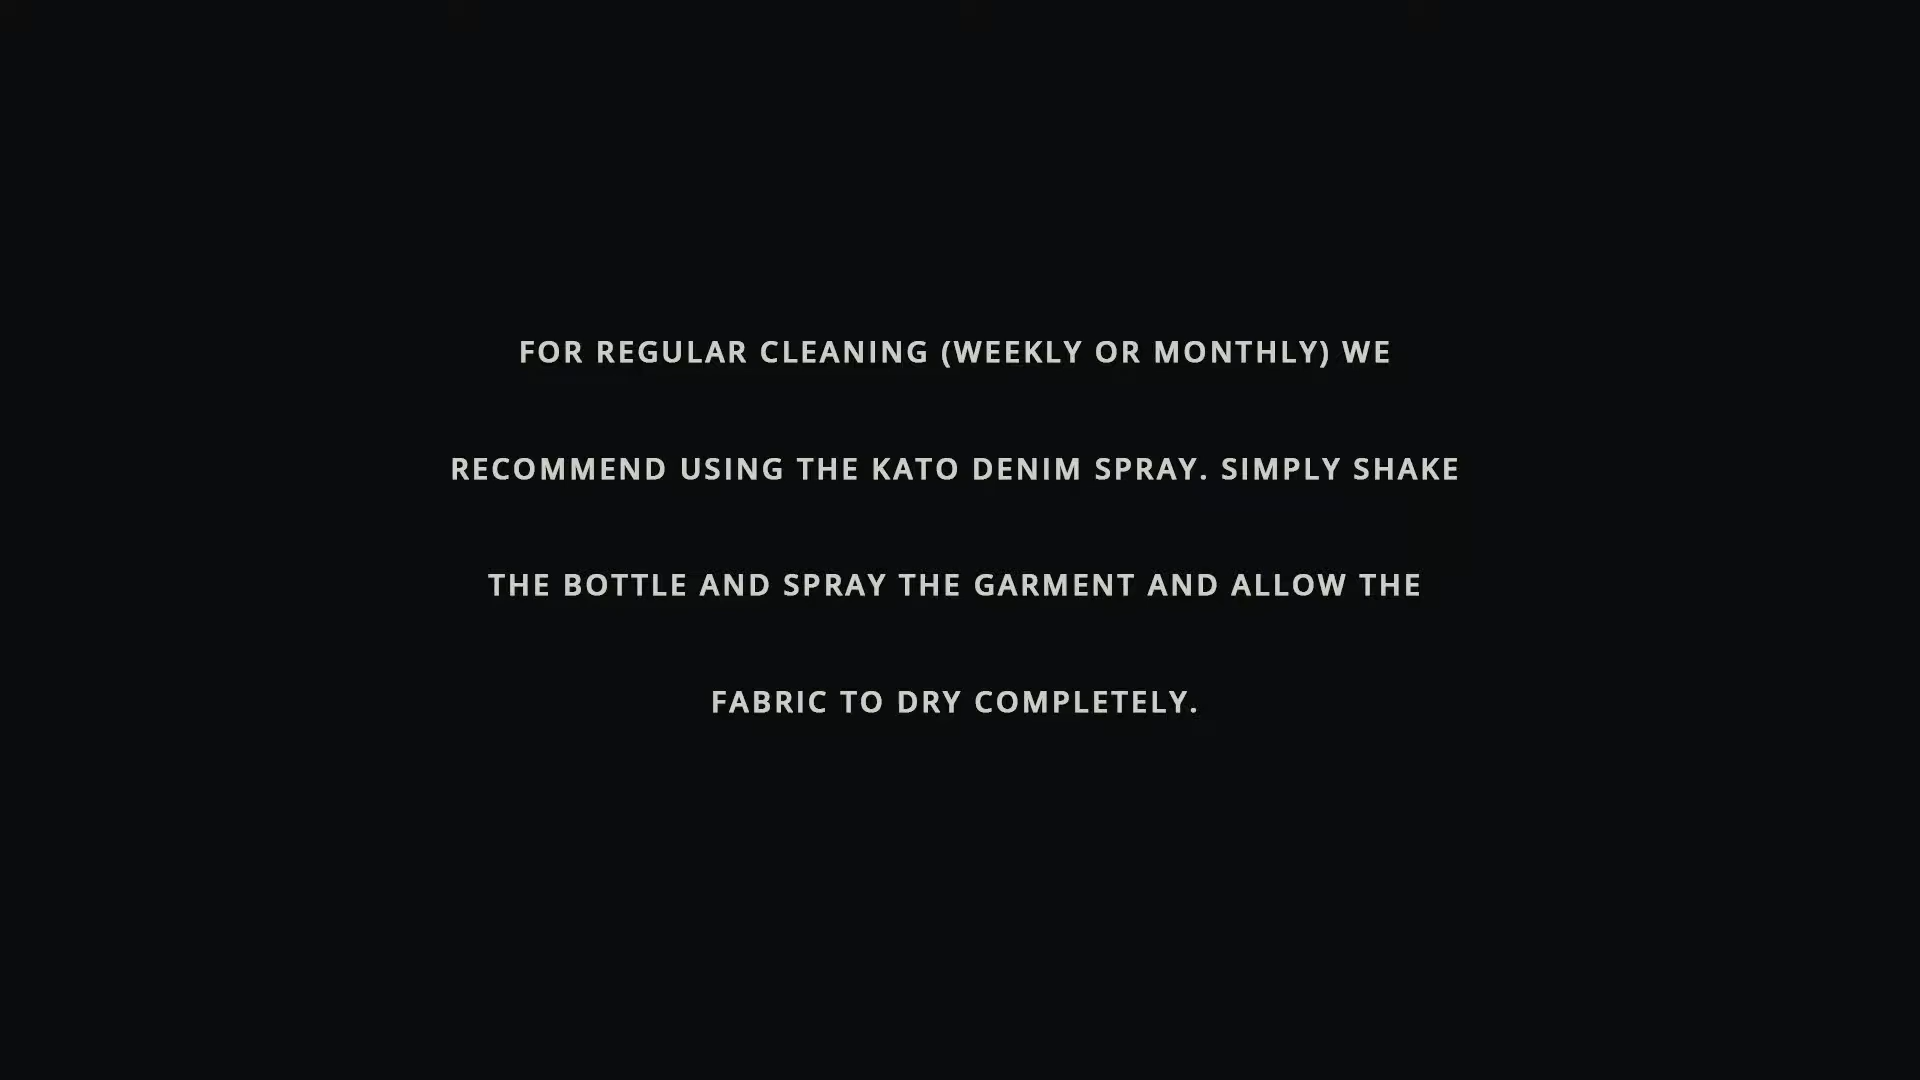 FOR REGULAR CLEANING (WEEKLY OR MONTHLY) WE
RECOMMEND USING THE KATO DENIM SPRAY. SIMPLY SHAKE
THE BOTTLE AND SPRAY THE GARMENT AND ALLOW THE
FABRIC TO DRY COMPLETELY.